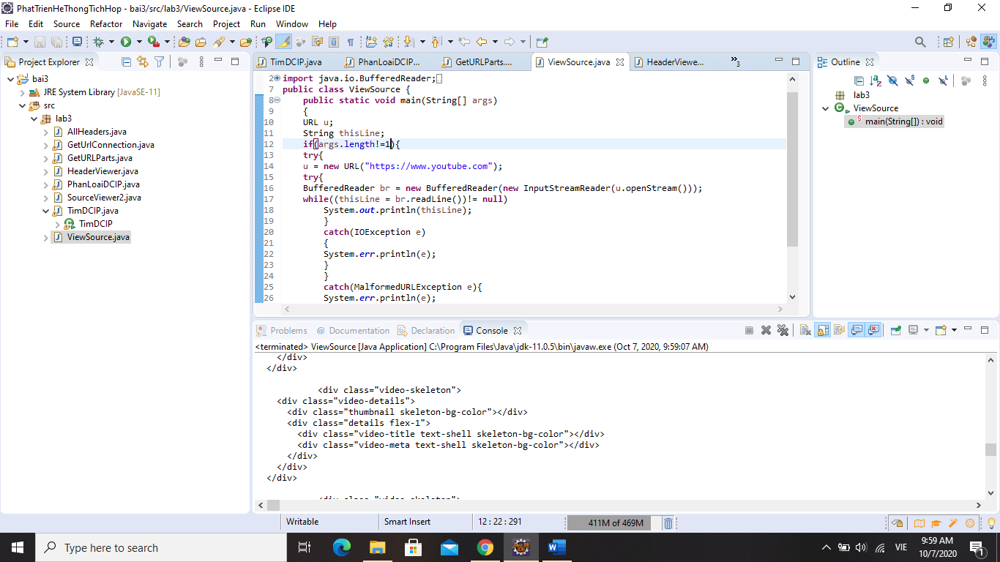 PhatTrienHeThongTichHop - bai3/src/lab3/ViewSource.java - Eclipse IDE
File Edit Source Refactor Navigate Search Project Run Window Help
Project Explorer
bai3
JRE System Library [JavaSE-11]
src
lab3
AllHeaders.java
GetUrlConnection.java
GetURLParts.java
HeaderViewer.java
PhanLoaiDCIP.java
SourceViewer2.java
TimDCIP.java
TimDCIP
ViewSource.java
TimDCIP.java PhanLoaiDCIP... GetURLParts.... ViewSource.java HeaderViewe... »3
2 import java.io.BufferedReader;
7 public class ViewSource {
8 public static void main(String[] args)
9 {
10 URL u;
11 String thisLine;
12 if(args.length!=1){
13 try{
14 u = new URL("https://www.youtube.com");
15 try{
16 BufferedReader br = new BufferedReader(new InputStreamReader(u.openStream()));
17 while((thisLine = br.readLine())!= null)
18 System.out.println(thisLine);
19 }
20 catch(IOException e)
21 {
22 System.err.println(e);
23 }
24 }
25 catch(MalformedURLException e){
26 System.err.println(e);
Outline
lab3
ViewSource
main(String[]) : void
Problems @ Documentation Declaration Console
<terminated> ViewSource [Java Application] C:\Program Files\Java\jdk-11.0.5\bin\javaw.exe (Oct 7, 2020, 9:59:07 AM)
</div>
</div>
<div class="video-skeleton">
<div class="video-details">
<div class="thumbnail skeleton-bg-color"></div>
<div class="details flex-1">
<div class="video-title text-shell skeleton-bg-color"></div>
<div class="video-meta text-shell skeleton-bg-color"></div>
</div>
</div>
</div>
<div class="video-skeleton">
Writable Smart Insert 12 : 22 : 291 411M of 469M
Type here to search
VIE
9:59 AM
10/7/2020
1